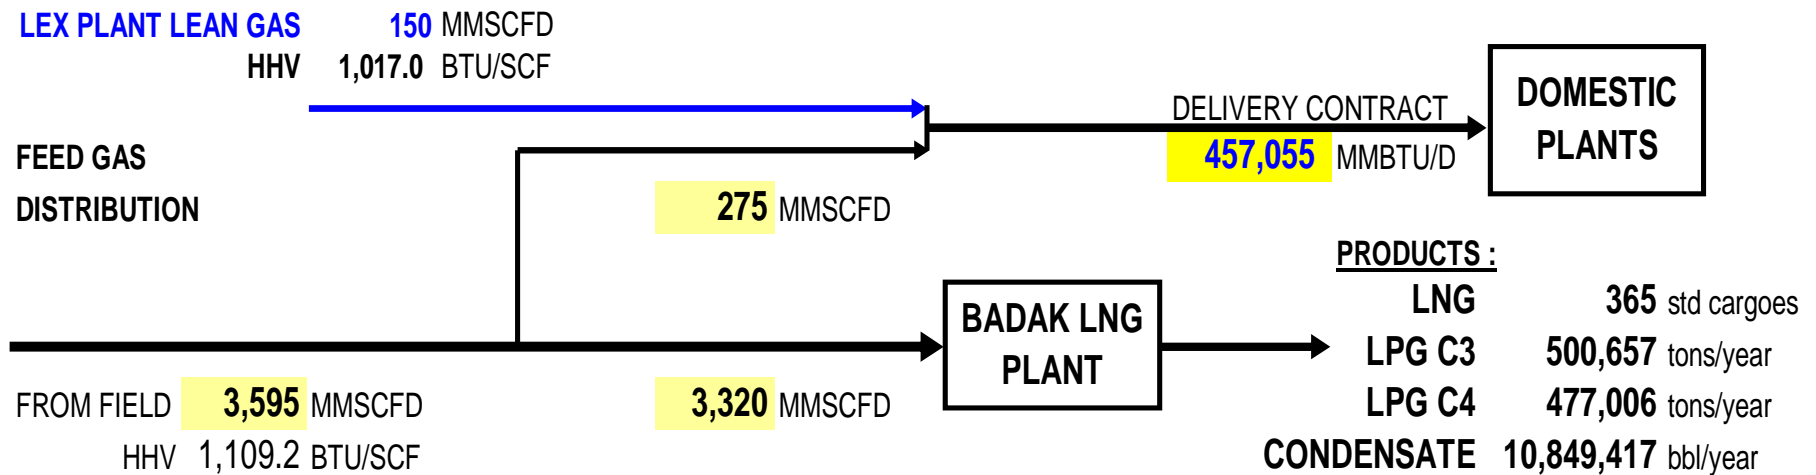 LEX PLANT LEAN GAS 150 MMSCFD
HHV 1,017.0 BTU/SCF
DELIVERY CONTRACT
457,055 MMBTU/D
DOMESTIC
PLANTS
FEED GAS
DISTRIBUTION
275 MMSCFD
BADAK LNG
PLANT
PRODUCTS :
LNG 365 std cargoes
LPG C3 500,657 tons/year
LPG C4 477,006 tons/year
CONDENSATE 10,849,417 bbl/year
FROM FIELD 3,595 MMSCFD
3,320 MMSCFD
HHV 1,109.2 BTU/SCF